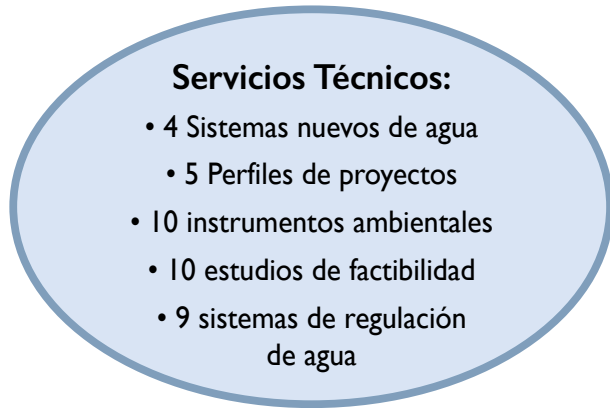 Servicios Técnicos:
• 4 Sistemas nuevos de agua
• 5 Perfiles de proyectos
• 10 instrumentos ambientales
• 10 estudios de factibilidad
• 9 sistemas de regulación
de agua